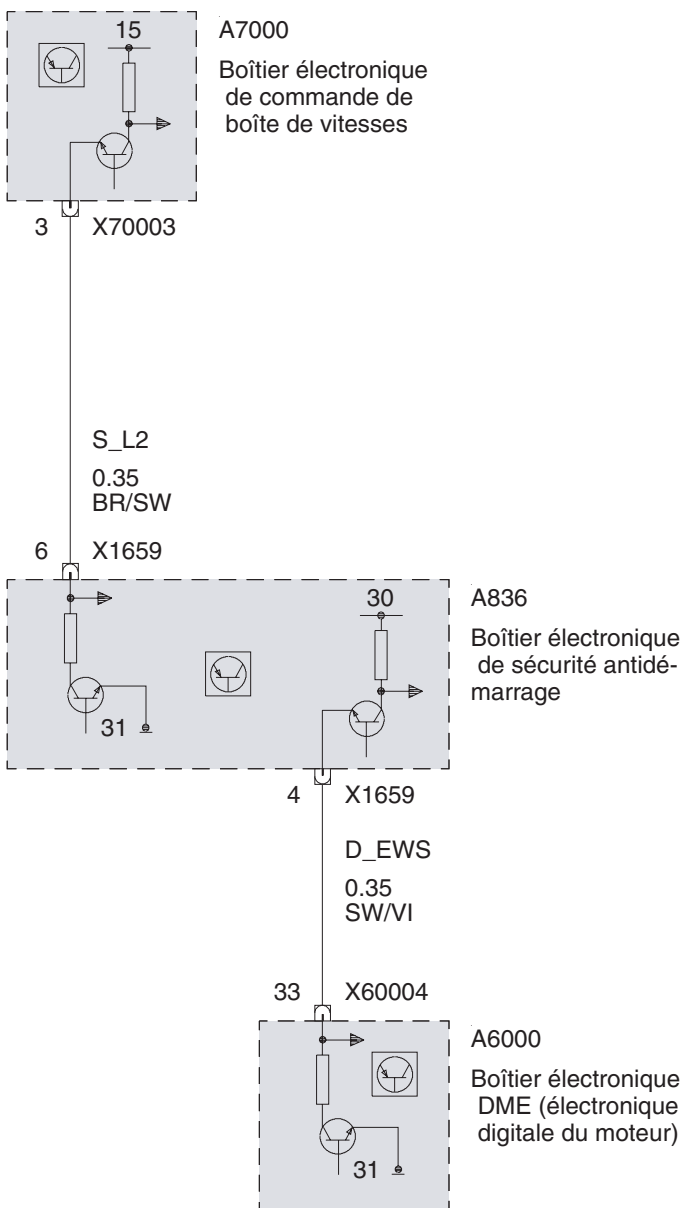 15
A7000
Boîtier électronique
de commande de
boîte de vitesses
3 X70003
S_L2
0.35
BR/SW
6 X1659
30
A836
Boîtier électronique
de sécurité antidé-
marrage
31
4 X1659
D_EWS
0.35
SW/VI
33 X60004
A6000
Boîtier électronique
DME (électronique
digitale du moteur)
31